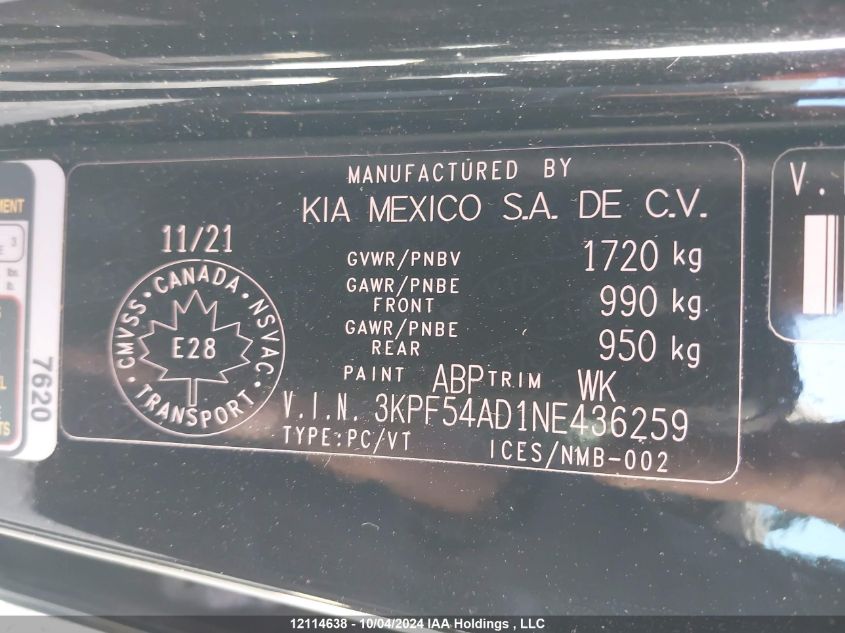 MANUFACTURED BY
KIA MEXICO S.A. DE C.V.
11/21
GVWR/PNBV 1720 kg
GAWR/PNBE
FRONT 990 kg
GAWR/PNBE
REAR 950 kg
PAINT ABP TRIM WK
V.I.N. 3KPF54AD1NE436259
TYPE:PC/VT ICES/NMB-002
CMVSS • CANADA • NSVAC • TRANSPORT •
E28
7620
V.
12114638 - 10/04/2024 IAA Holdings , LLC